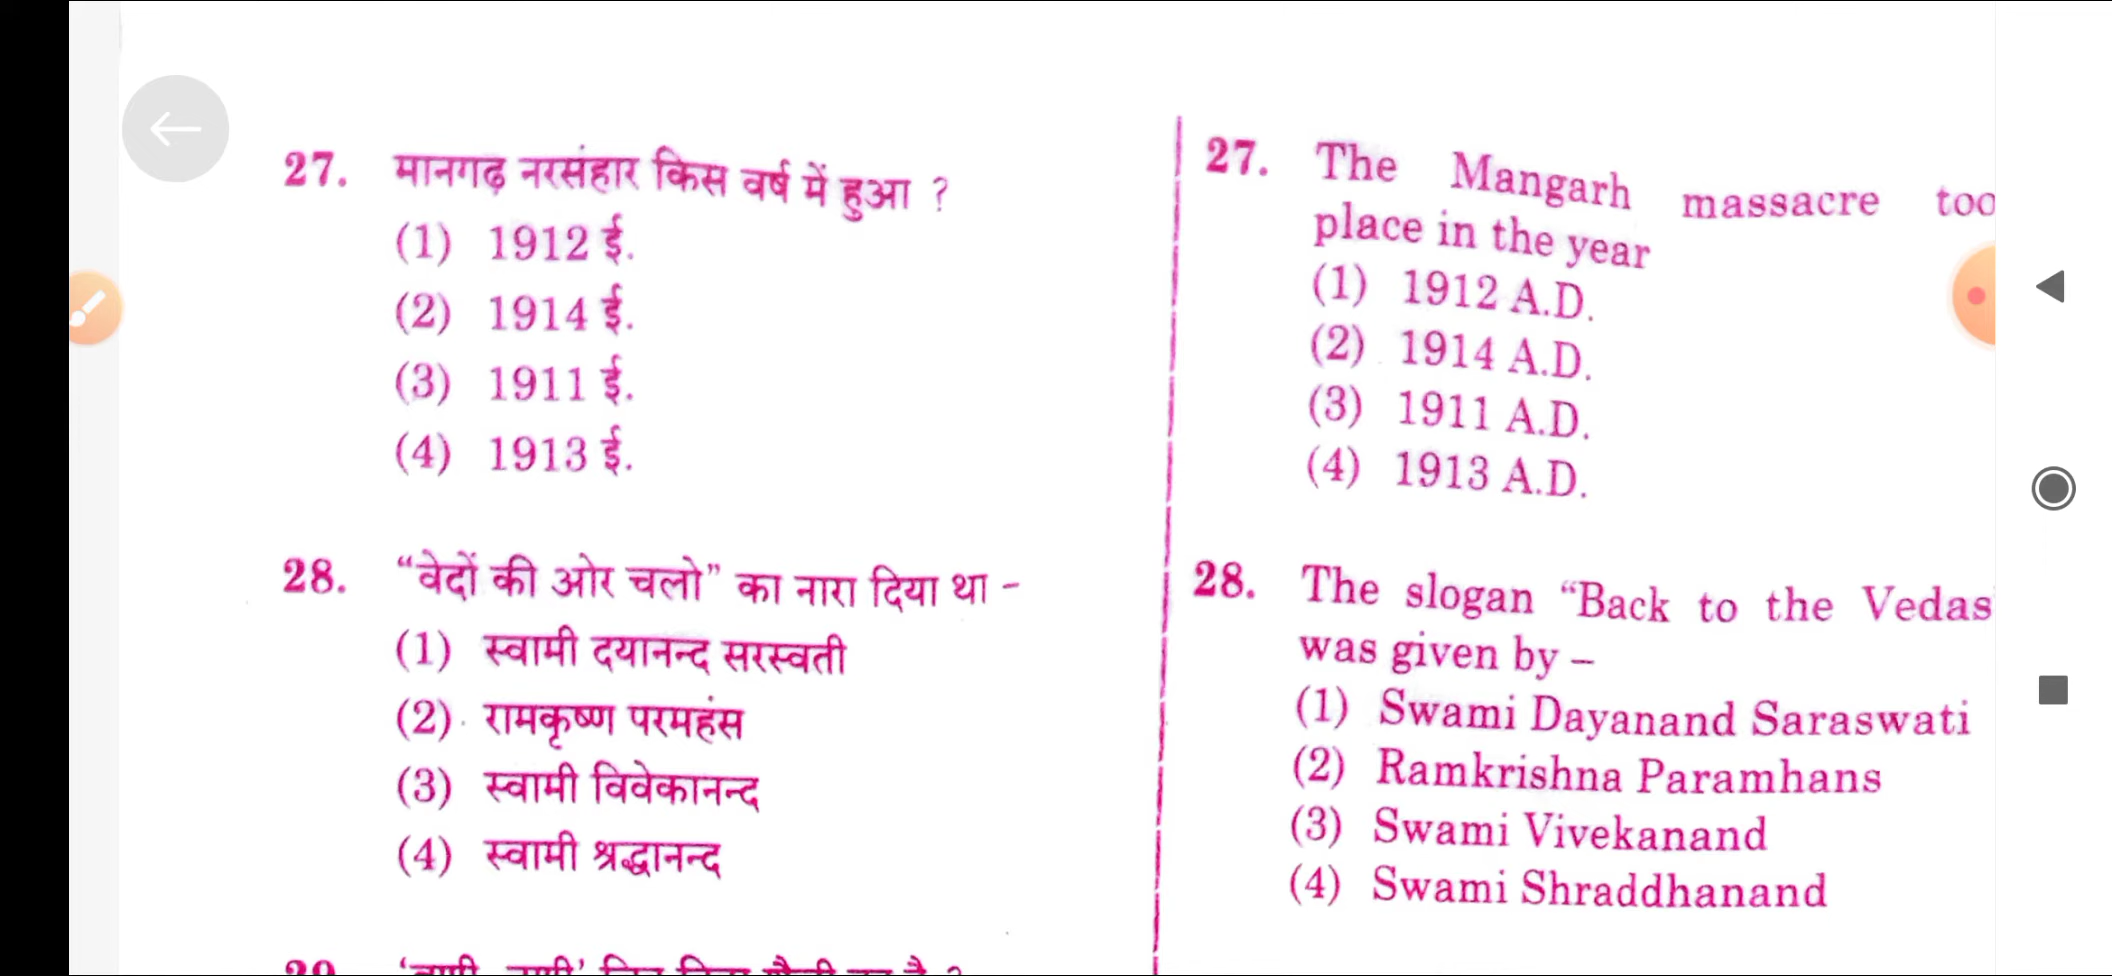 27. मानगढ़ नरसंहार किस वर्ष में हुआ ?
(1) 1912 ई.
(2) 1914 ई.
(3) 1911 ई.
(4) 1913 ई.
28. “वेदों की ओर चलो” का नारा दिया था –
(1) स्वामी दयानन्द सरस्वती
(2) रामकृष्ण परमहंस
(3) स्वामी विवेकानन्द
(4) स्वामी श्रद्धानन्द
27. The Mangarh massacre
place in the year
(1) 1912 A.D.
(2) 1914 A.D.
(3) 1911 A.D.
(4) 1913 A.D.
28. The slogan “Back to the Vedas
was given by –
(1) Swami Dayanand Saraswati
(2) Ramkrishna Paramhans
(3) Swami Vivekanand
(4) Swami Shraddhanand